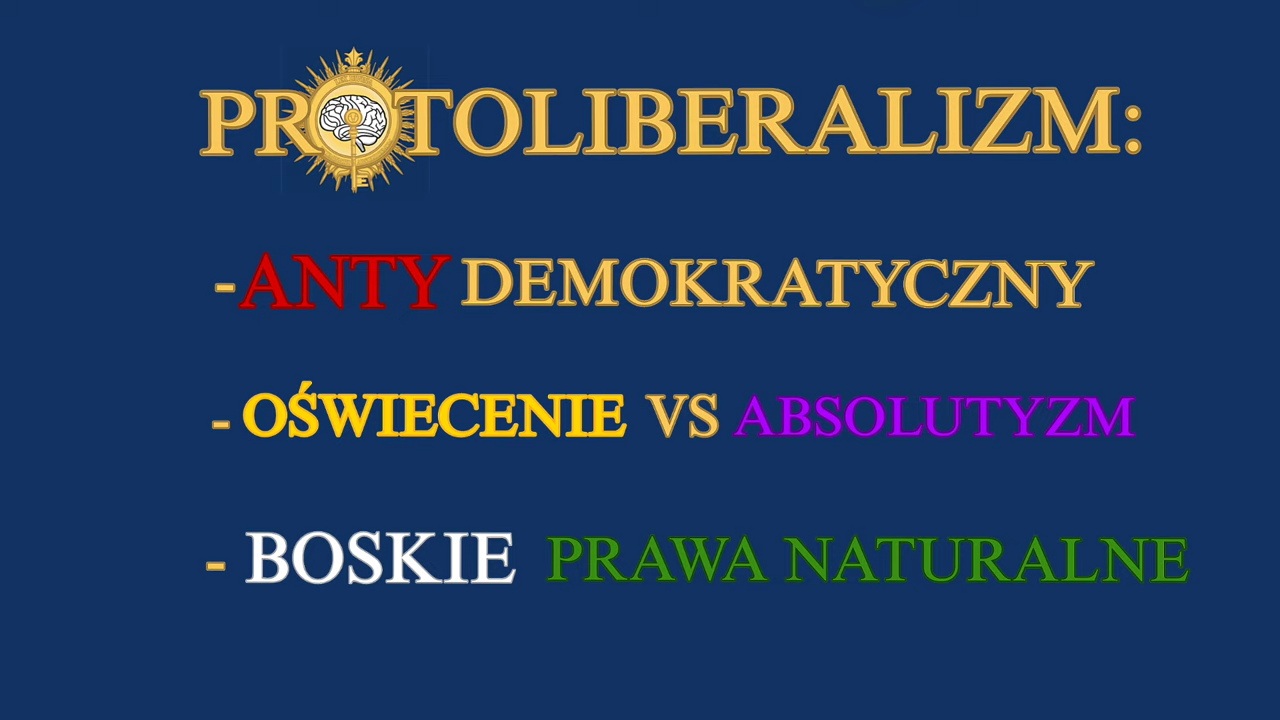 PROTOLIBERALIZM:
-ANTY DEMOKRATYCZNY
- OŚWIECENIE VS ABSOLUTYZM
- BOSKIE PRAWA NATURALNE